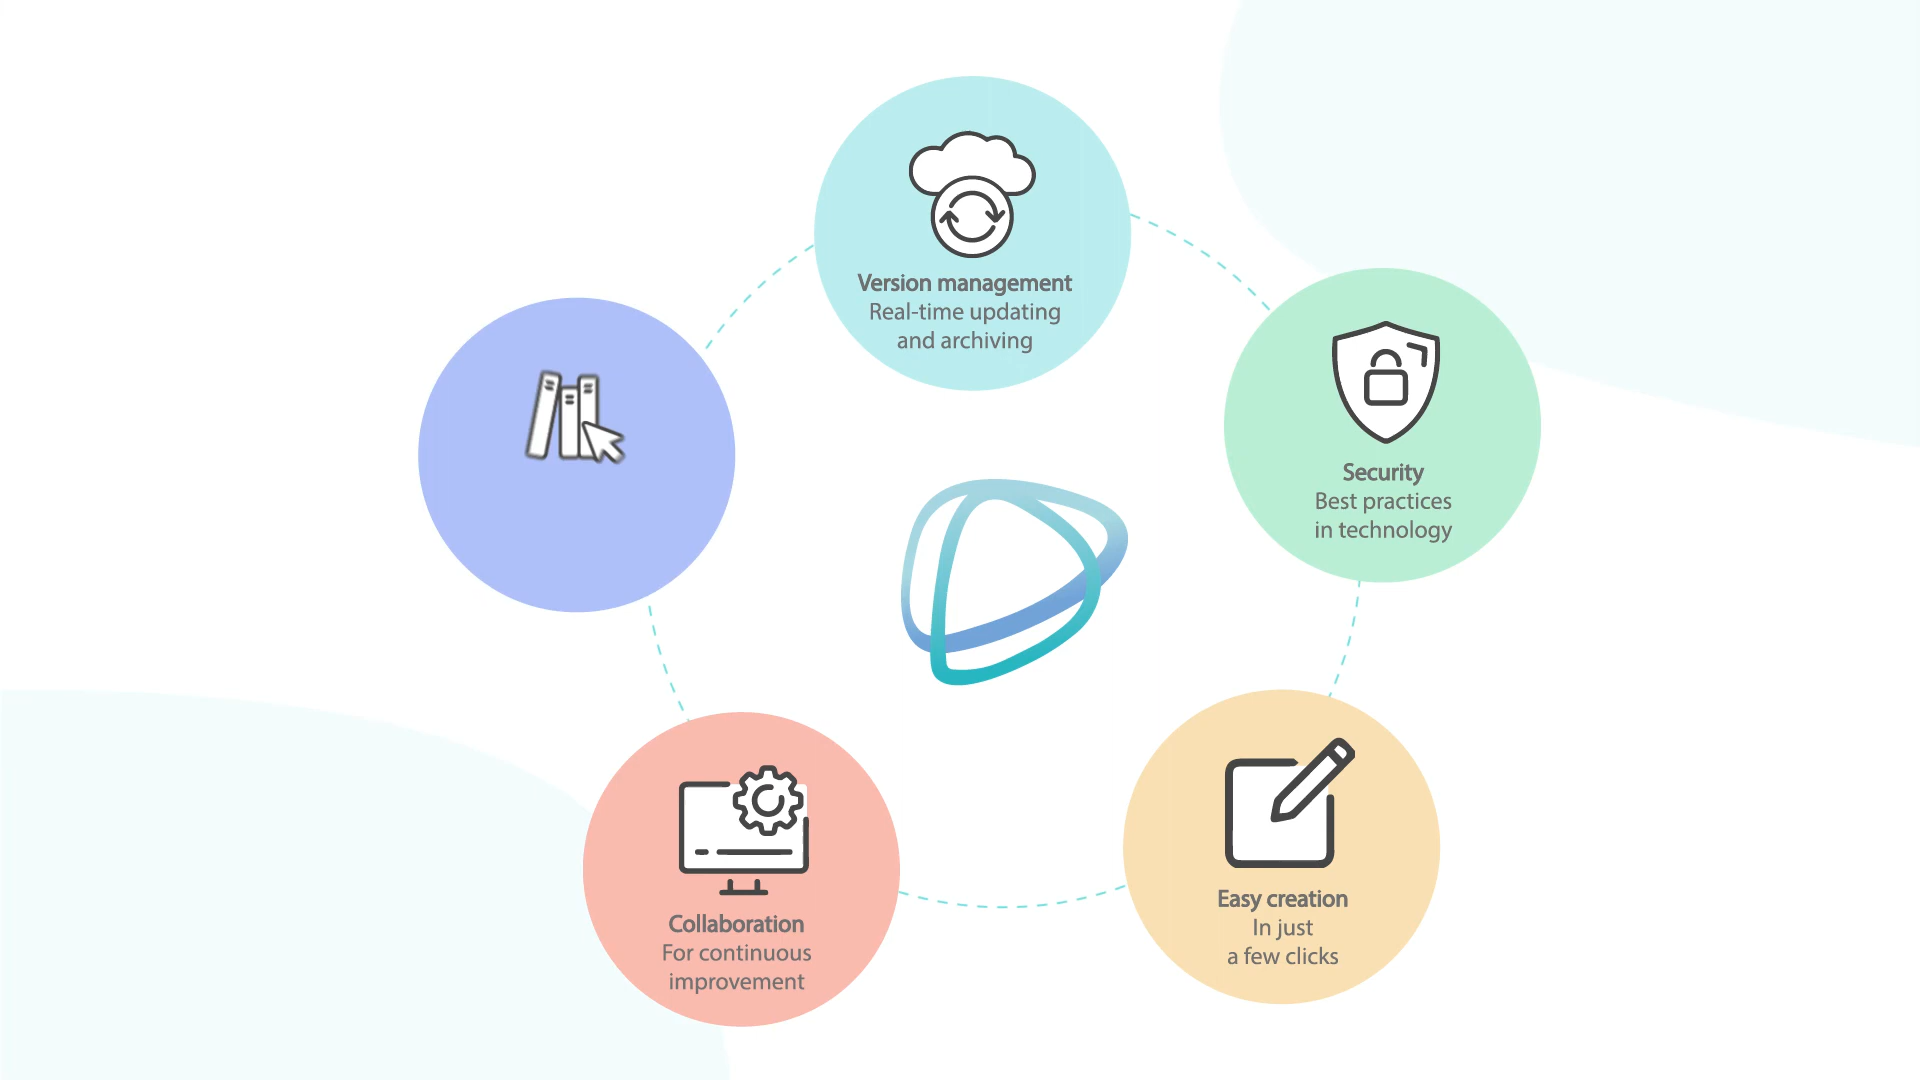 Version management
Real-time updating
and archiving
Security
Best practices
in technology
Easy creation
In just
a few clicks
Collaboration
For continuous
improvement